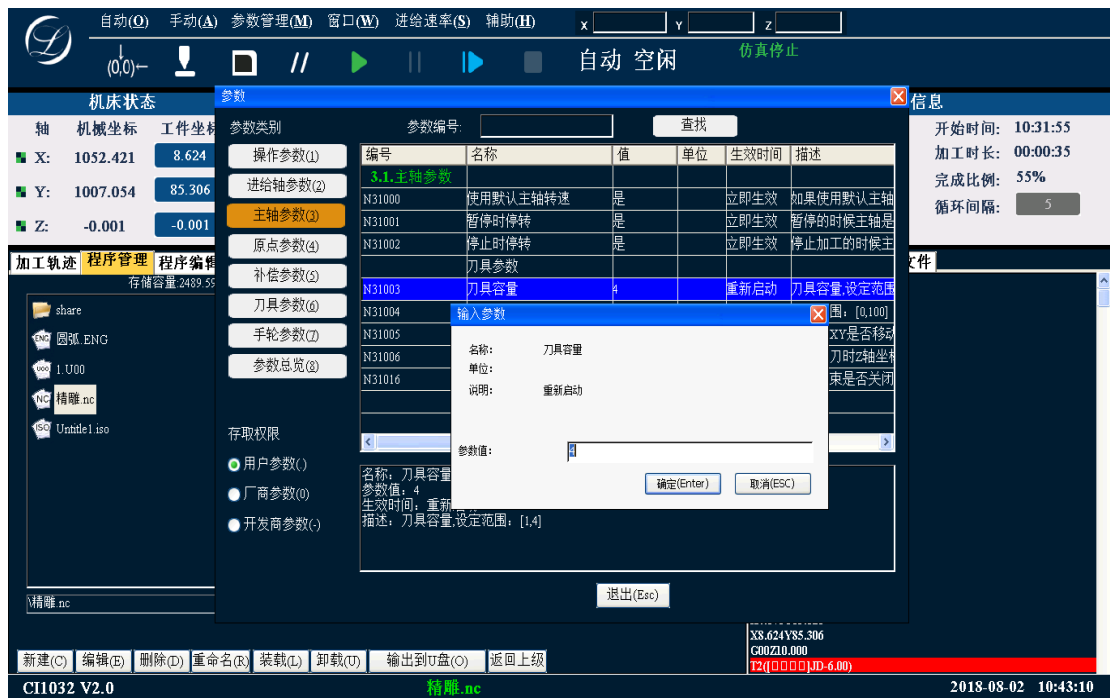 自动(O) 手动(A) 参数管理(M) 窗口(W) 进给速率(S) 辅助(H) X Y Z
(0,0) 自动 空闲 仿真停止
机床状态
信息
轴 机械坐标 工件坐标
X: 1052.421 8.624
Y: 1007.054 85.306
Z: -0.001 -0.001
开始时间: 10:31:55
加工时长: 00:00:35
完成比例: 55%
循环间隔: 5
加工轨迹 程序管理 程序编辑
文件
存储容量:2489.59
share
ENG 圆弧.ENG
U00 1.U00
NC 精雕.nc
ISO Untitle1.iso
\精雕.nc
新建(C) 编辑(E) 删除(D) 重命名(R) 装载(L) 卸载(U) 输出到U盘(O) 返回上级
参数
参数类别 参数编号: 查找
操作参数(1)
进给轴参数(2)
主轴参数(3)
原点参数(4)
补偿参数(5)
刀具参数(6)
手轮参数(7)
参数总览(8)
存取权限
用户参数(.)
厂商参数(0)
开发商参数(-)
编号 名称 值 单位 生效时间 描述
3.1.主轴参数
N31000 使用默认主轴转速 是 立即生效 如果使用默认主轴
N31001 暂停时停转 是 立即生效 暂停的时候主轴是
N31002 停止时停转 是 立即生效 停止加工的时候主
刀具参数
N31003 刀具容量 4 重新启动 刀具容量,设定范围
N31004 围: [0,100]
N31005 XY是否移动
N31006 刀时Z轴坐标
N31016 束是否关闭
输入参数
名称: 刀具容量
单位:
说明: 重新启动
参数值: 4
确定(Enter) 取消(ESC)
名称: 刀具容量
参数值: 4
生效时间: 重新
描述: 刀具容量,设定范围: [1,4]
退出(Esc)
X8.624Y85.306
G00Z10.000
T2([□□□□]JD-6.00)
CI1032 V2.0 精雕.nc 2018-08-02 10:43:10